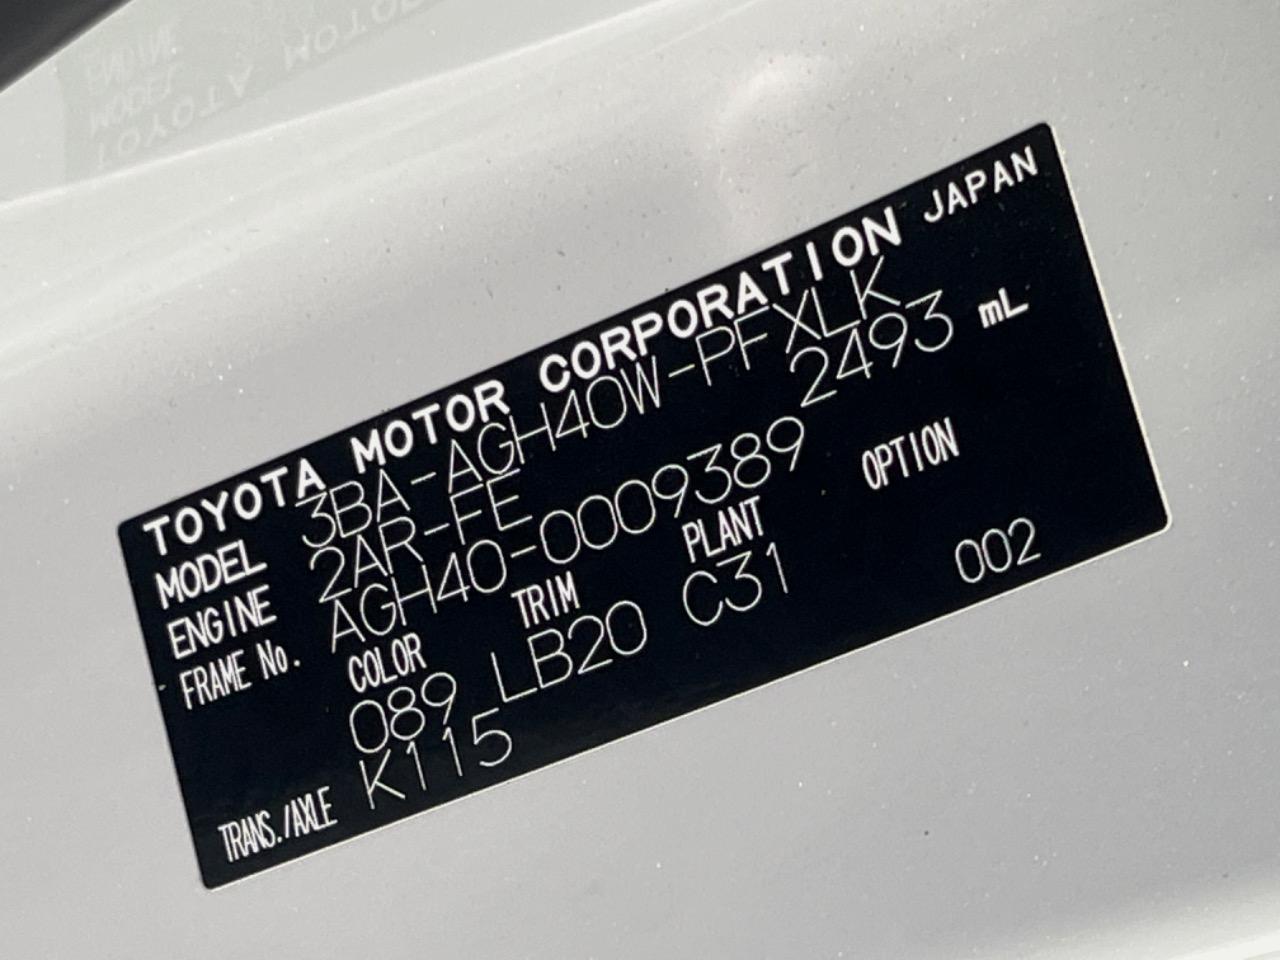 TOYOTA MOTOR CORPORATION JAPAN
MODEL 3BA-AGH40W-PFXLK
ENGINE 2AR-FE 2493 mL
FRAME No. AGH40-0009389
COLOR TRIM PLANT OPTION
089 LB20 C31 002
TRANS./AXLE K115